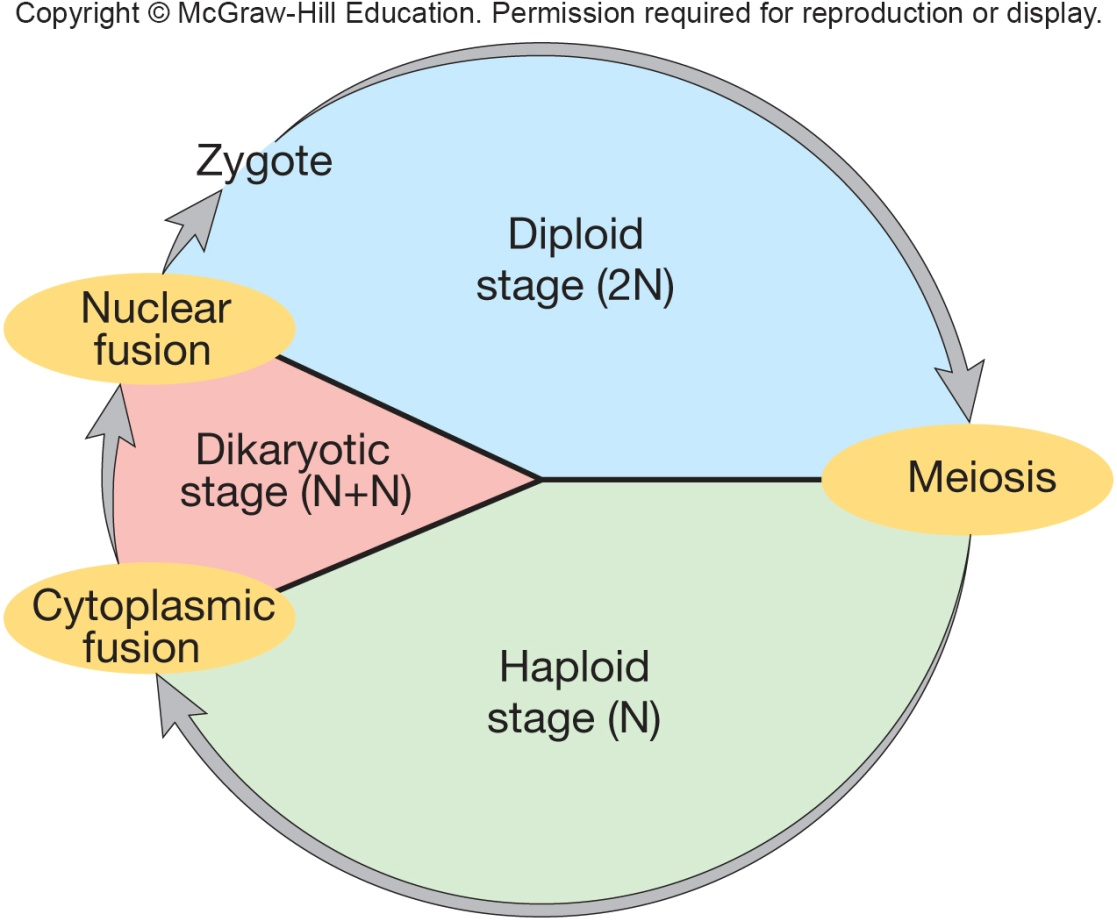 Copyright © McGraw-Hill Education. Permission required for reproduction or display.
Zygote
Diploid
stage (2N)
Nuclear
fusion
Dikaryotic
stage (N+N)
Meiosis
Cytoplasmic
fusion
Haploid
stage (N)